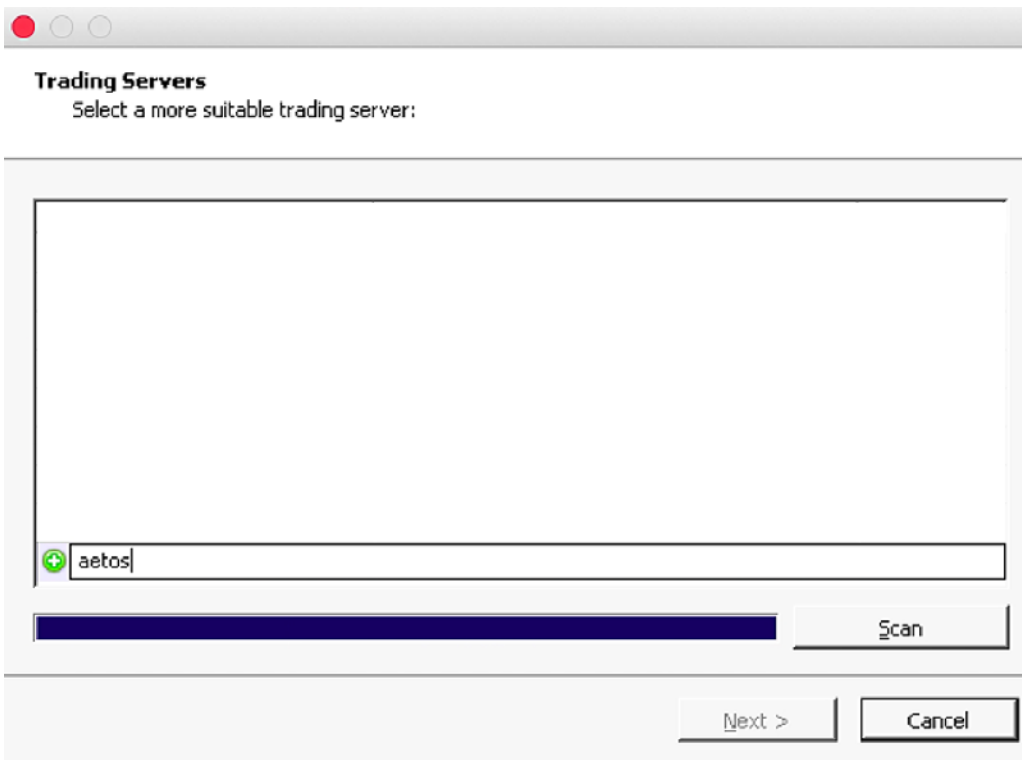 Trading Servers
Select a more suitable trading server:
aetos
Scan
Next >
Cancel